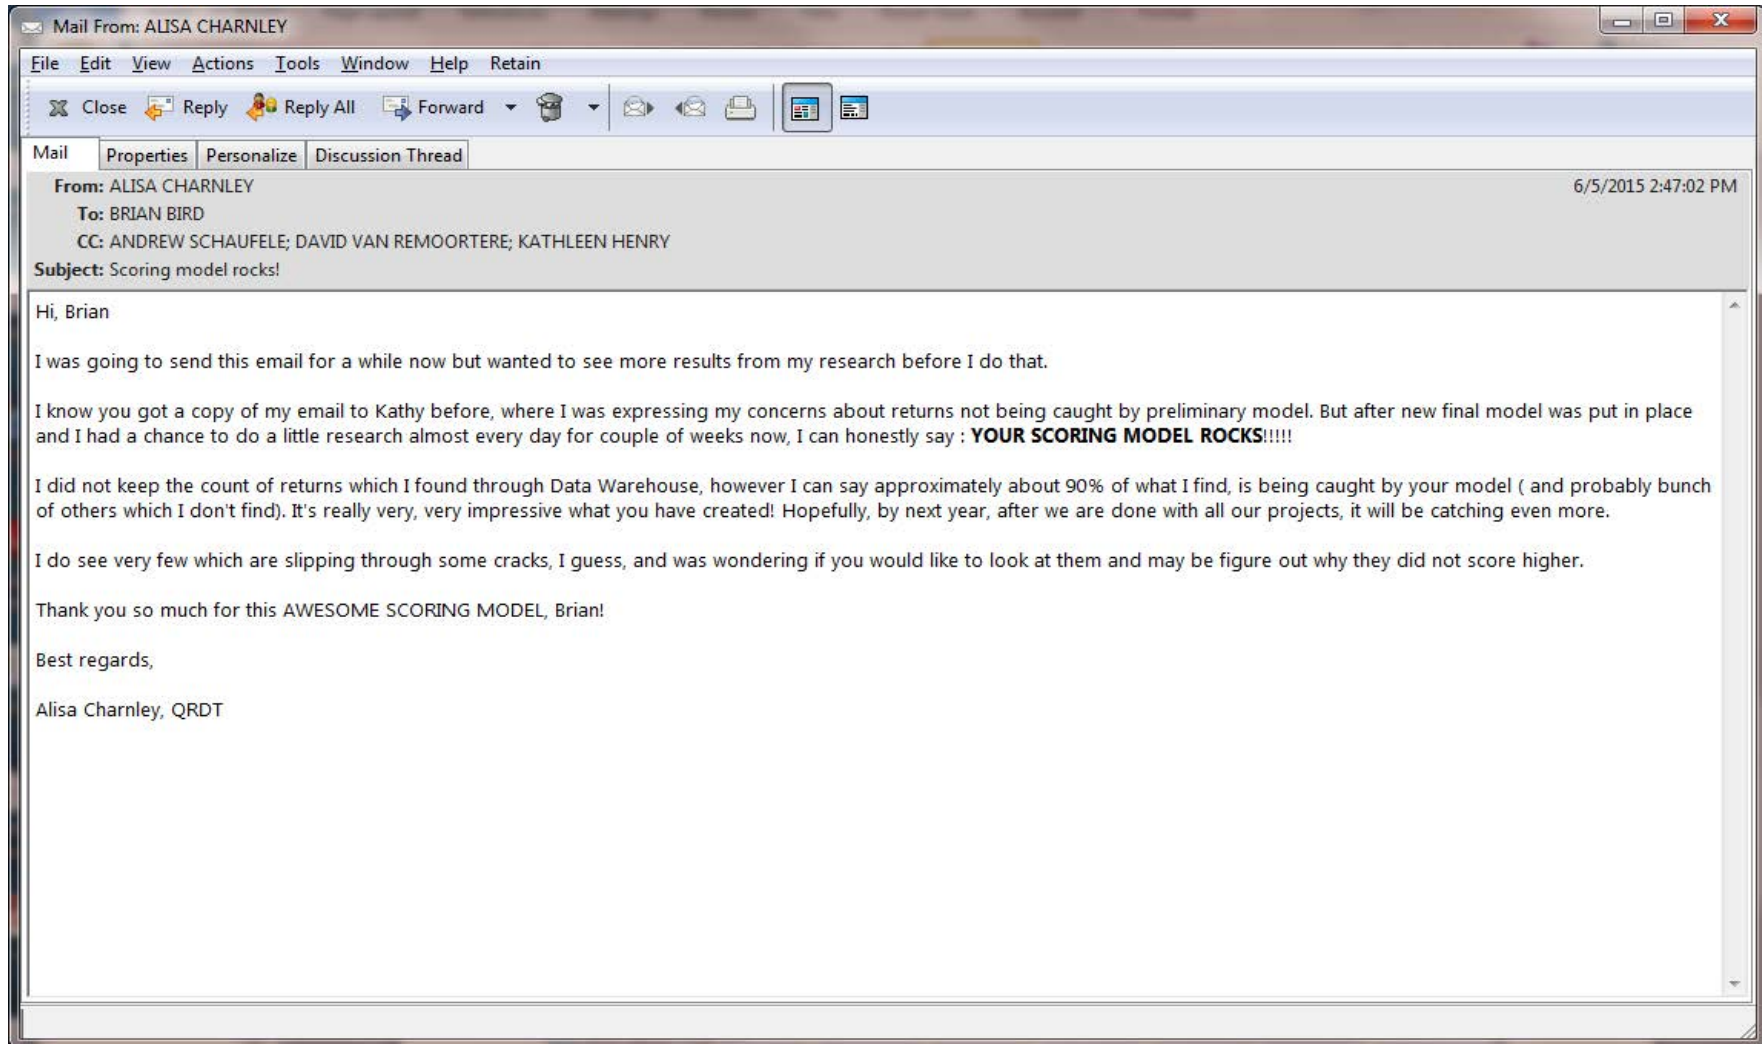 Mail From: ALISA CHARNLEY
File Edit View Actions Tools Window Help Retain
Close Reply Reply All Forward
Mail Properties Personalize Discussion Thread
From: ALISA CHARNLEY 6/5/2015 2:47:02 PM
To: BRIAN BIRD
CC: ANDREW SCHAUFELE; DAVID VAN REMOORTERE; KATHLEEN HENRY
Subject: Scoring model rocks!
Hi, Brian
I was going to send this email for a while now but wanted to see more results from my research before I do that.
I know you got a copy of my email to Kathy before, where I was expressing my concerns about returns not being caught by preliminary model. But after new final model was put in place
and I had a chance to do a little research almost every day for couple of weeks now, I can honestly say : YOUR SCORING MODEL ROCKS!!!!!
I did not keep the count of returns which I found through Data Warehouse, however I can say approximately about 90% of what I find, is being caught by your model ( and probably bunch
of others which I don't find). It's really very, very impressive what you have created! Hopefully, by next year, after we are done with all our projects, it will be catching even more.
I do see very few which are slipping through some cracks, I guess, and was wondering if you would like to look at them and may be figure out why they did not score higher.
Thank you so much for this AWESOME SCORING MODEL, Brian!
Best regards,
Alisa Charnley, QRDT